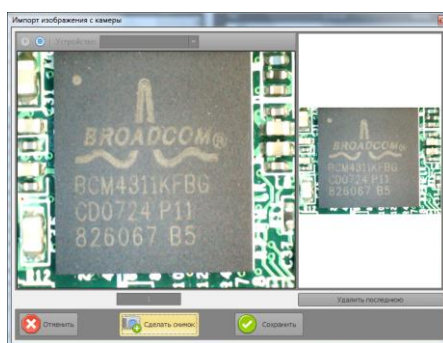 Импорт изображения с камеры
Устройство:
BROADCOM®
BCM4311KFBG
CD0724 P11
826067 B5
BROADCOM®
BCM4311KFBG
CD0724 P11
826067 B5
1
Удалить последнюю
Отменить
Сделать снимок
Сохранить